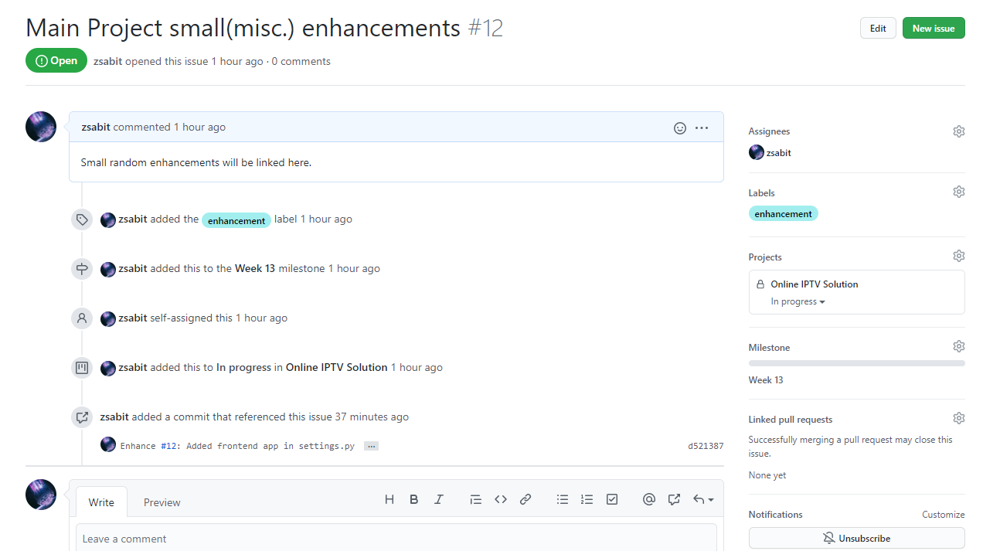 Main Project small(misc.) enhancements #12
Edit
New issue
Open
zsabit opened this issue 1 hour ago · 0 comments
zsabit commented 1 hour ago
Small random enhancements will be linked here.
zsabit added the enhancement label 1 hour ago
zsabit added this to the Week 13 milestone 1 hour ago
zsabit self-assigned this 1 hour ago
zsabit added this to In progress in Online IPTV Solution 1 hour ago
zsabit added a commit that referenced this issue 37 minutes ago
Enhance #12: Added frontend app in settings.py ...
d521387
Write
Preview
Leave a comment
Assignees
zsabit
Labels
enhancement
Projects
Online IPTV Solution
In progress
Milestone
Week 13
Linked pull requests
Successfully merging a pull request may close this
issue.
None yet
Notifications
Customize
Unsubscribe